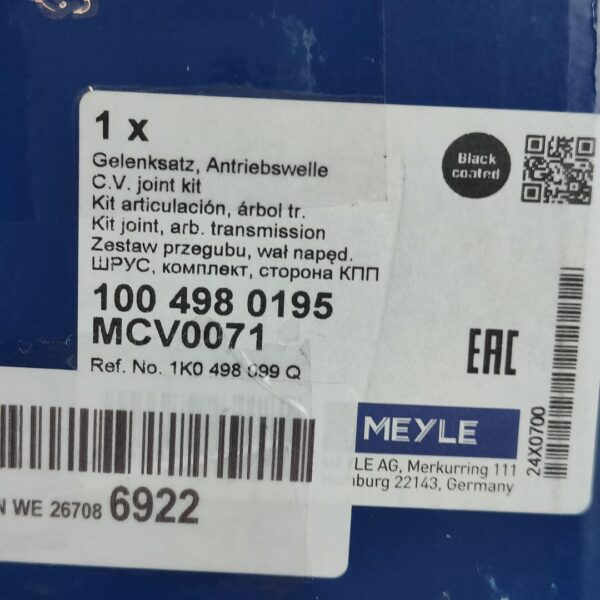 1 x
Gelenksatz, Antriebswelle
C.V. joint kit
Kit articulación, árbol tr.
Kit joint, arb. transmission
Zestaw przegubu, wał napęd.
ШРУС, комплект, сторона КПП
100 498 0195
MCV0071
Ref. No. 1K0 498 099 Q
Black
coated
EAC
MEYLE
LE AG, Merkurring 111
burg 22143, Germany
24X0700
N WE 26708 6922